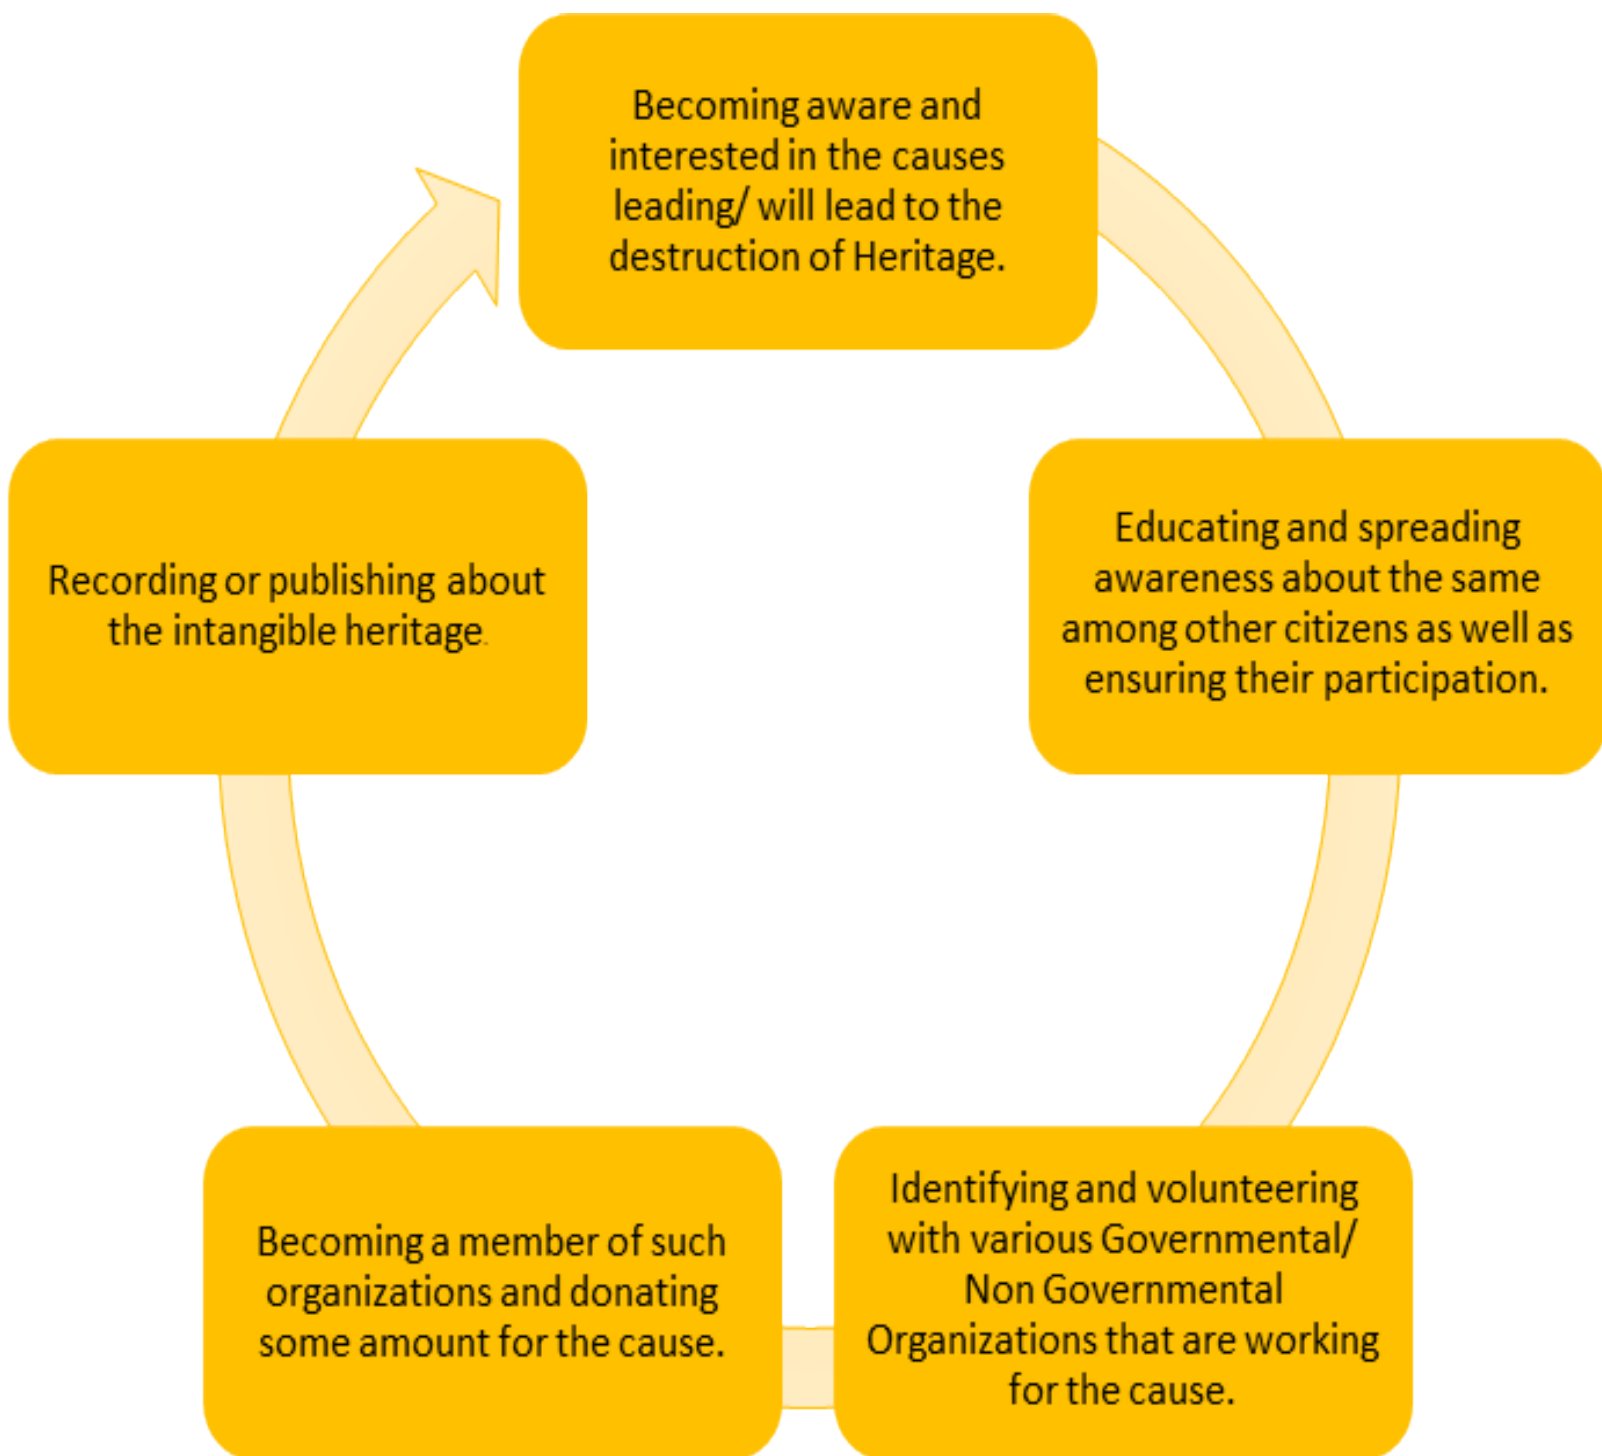 Becoming aware and
interested in the causes
leading/ will lead to the
destruction of Heritage.
Educating and spreading
awareness about the same
among other citizens as well as
ensuring their participation.
Identifying and volunteering
with various Governmental/
Non Governmental
Organizations that are working
for the cause.
Becoming a member of such
organizations and donating
some amount for the cause.
Recording or publishing about
the intangible heritage.